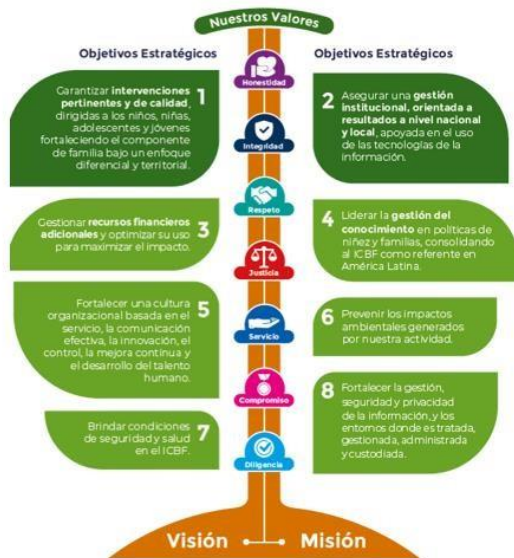 Nuestros Valores
Objetivos Estratégicos
1
Garantizar intervenciones
pertinentes y de calidad,
dirigidas a los niños, niñas,
adolescentes y jóvenes
fortaleciendo el componente
de familia bajo un enfoque
diferencial y territorial.
3
Gestionar recursos financieros
adicionales y optimizar su uso
para maximizar el impacto.
5
Fortalecer una cultura
organizacional basada en el
servicio, la comunicación
efectiva, la innovación, el
control, la mejora contínua y
el desarrollo del talento
humano.
7
Brindar condiciones
de seguridad y salud
en el ICBF.
Honestidad
Integridad
Respeto
Justicia
Servicio
Compromiso
Diligencia
Objetivos Estratégicos
2
Asegurar una gestión
institucional, orientada a
resultados a nivel nacional
y local, apoyada en el uso
de las tecnologías de la
información.
4
Liderar la gestión del
conocimiento en políticas de
niñez y familias, consolidando
al ICBF como referente en
América Latina.
6
Prevenir los impactos
ambientales generados
por nuestra actividad.
8
Fortalecer la gestión,
seguridad y privacidad
de la información, y los
entornos donde es tratada,
gestionada, administrada
y custodiada.
Visión Misión